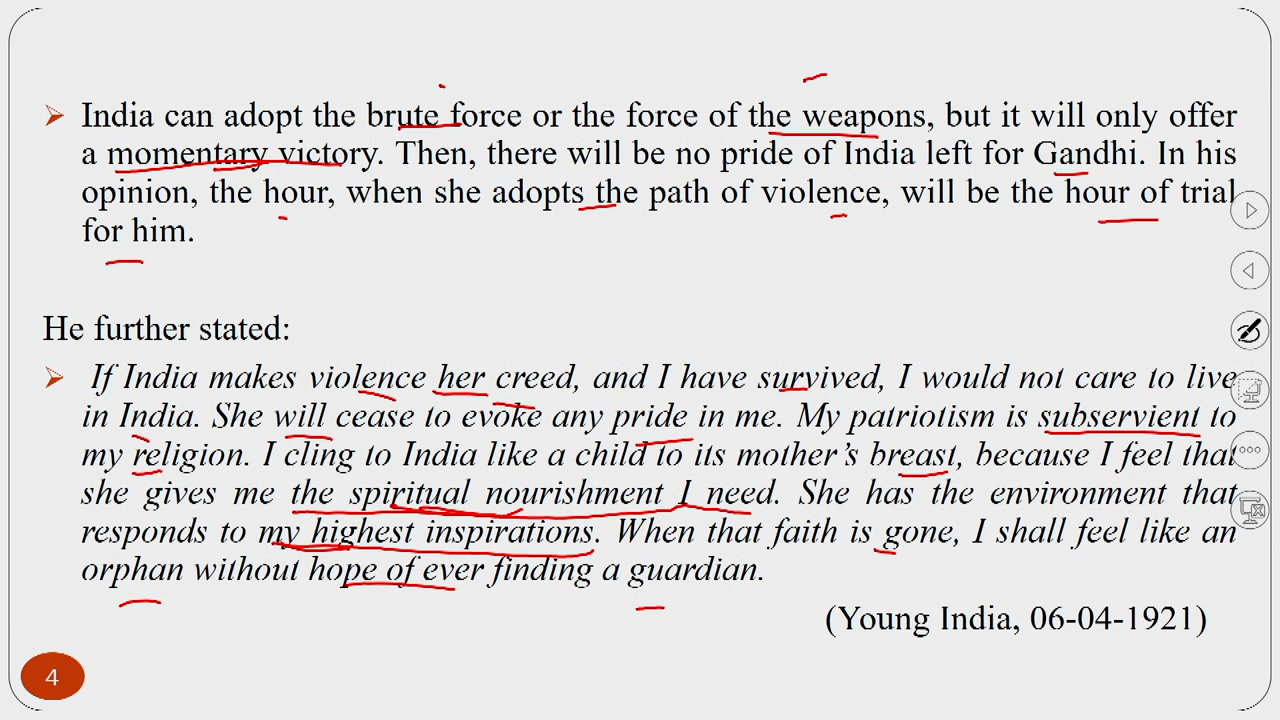 India can adopt the brute force or the force of the weapons, but it will only offer
a momentary victory. Then, there will be no pride of India left for Gandhi. In his
opinion, the hour, when she adopts the path of violence, will be the hour of trial
for him.
He further stated:
If India makes violence her creed, and I have survived, I would not care to live
in India. She will cease to evoke any pride in me. My patriotism is subservient to
my religion. I cling to India like a child to its mother's breast, because I feel that
she gives me the spiritual nourishment I need. She has the environment that
responds to my highest inspirations. When that faith is gone, I shall feel like an
orphan without hope of ever finding a guardian.
(Young India, 06-04-1921)
4